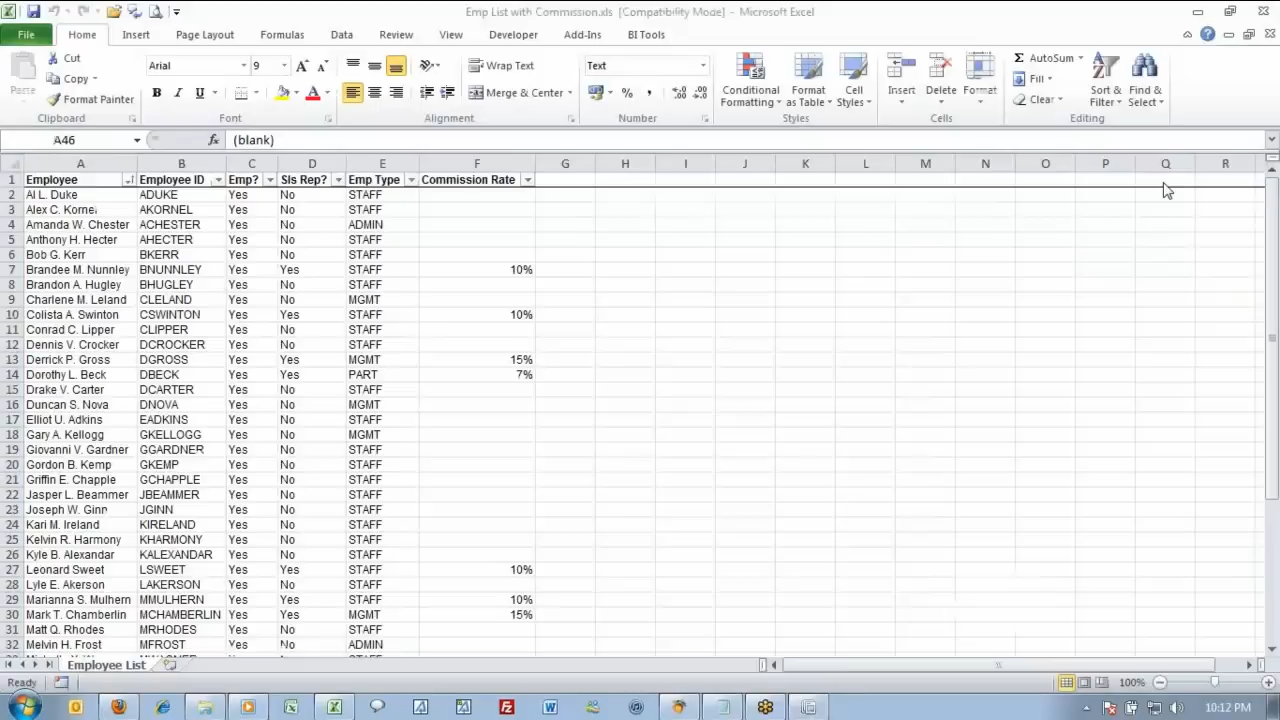 Emp List with Commission.xls [Compatibility Mode] - Microsoft Excel
File Home Insert Page Layout Formulas Data Review View Developer Add-Ins BI Tools
Cut
Copy
Format Painter
Paste
Clipboard
Arial 9
Font
Wrap Text
Merge & Center
Alignment
Text
Number
Conditional Formatting
Format as Table
Cell Styles
Styles
Insert
Delete
Format
Cells
AutoSum
Fill
Clear
Sort & Filter
Find & Select
Editing
A46 fx (blank)
A B C D E F G H I J K L M N O P Q R
1 Employee Employee ID Emp? Sls Rep? Emp Type Commission Rate
2 Al L. Duke ADUKE Yes No STAFF
3 Alex C. Kornel AKORNEL Yes No STAFF
4 Amanda W. Chester ACHESTER Yes No ADMIN
5 Anthony H. Hecter AHECTER Yes No STAFF
6 Bob G. Kerr BKERR Yes No STAFF
7 Brandee M. Nunnley BNUNNLEY Yes Yes STAFF 10%
8 Brandon A. Hugley BHUGLEY Yes No STAFF
9 Charlene M. Leland CLELAND Yes No MGMT
10 Colista A. Swinton CSWINTON Yes Yes STAFF 10%
11 Conrad C. Lipper CLIPPER Yes No STAFF
12 Dennis V. Crocker DCROCKER Yes No STAFF
13 Derrick P. Gross DGROSS Yes Yes MGMT 15%
14 Dorothy L. Beck DBECK Yes Yes PART 7%
15 Drake V. Carter DCARTER Yes No STAFF
16 Duncan S. Nova DNOVA Yes No MGMT
17 Elliot U. Adkins EADKINS Yes No STAFF
18 Gary A. Kellogg GKELLOGG Yes No MGMT
19 Giovanni V. Gardner GGARDNER Yes No STAFF
20 Gordon B. Kemp GKEMP Yes No STAFF
21 Griffin E. Chapple GCHAPPLE Yes No STAFF
22 Jasper L. Beammer JBEAMMER Yes No STAFF
23 Joseph W. Ginn JGINN Yes No STAFF
24 Kari M. Ireland KIRELAND Yes No STAFF
25 Kelvin R. Harmony KHARMONY Yes No STAFF
26 Kyle B. Alexandar KALEXANDAR Yes No STAFF
27 Leonard Sweet LSWEET Yes Yes STAFF 10%
28 Lyle E. Akerson LAKERSON Yes No STAFF
29 Marianna S. Mulhern MMULHERN Yes Yes STAFF 10%
30 Mark T. Chamberlin MCHAMBERLIN Yes Yes MGMT 15%
31 Matt Q. Rhodes MRHODES Yes No STAFF
32 Melvin H. Frost MFROST Yes No ADMIN
Employee List
Ready 100%
10:12 PM